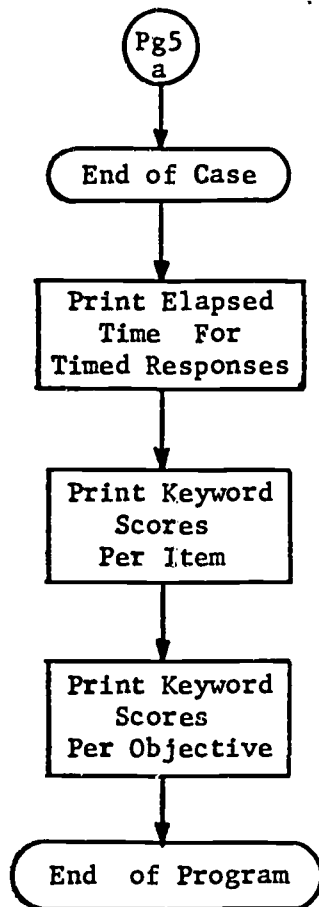 Pg5
a
End of Case
Print Elapsed
Time For
Timed Responses
Print Keyword
Scores
Per Item
Print Keyword
Scores
Per Objective
End of Program